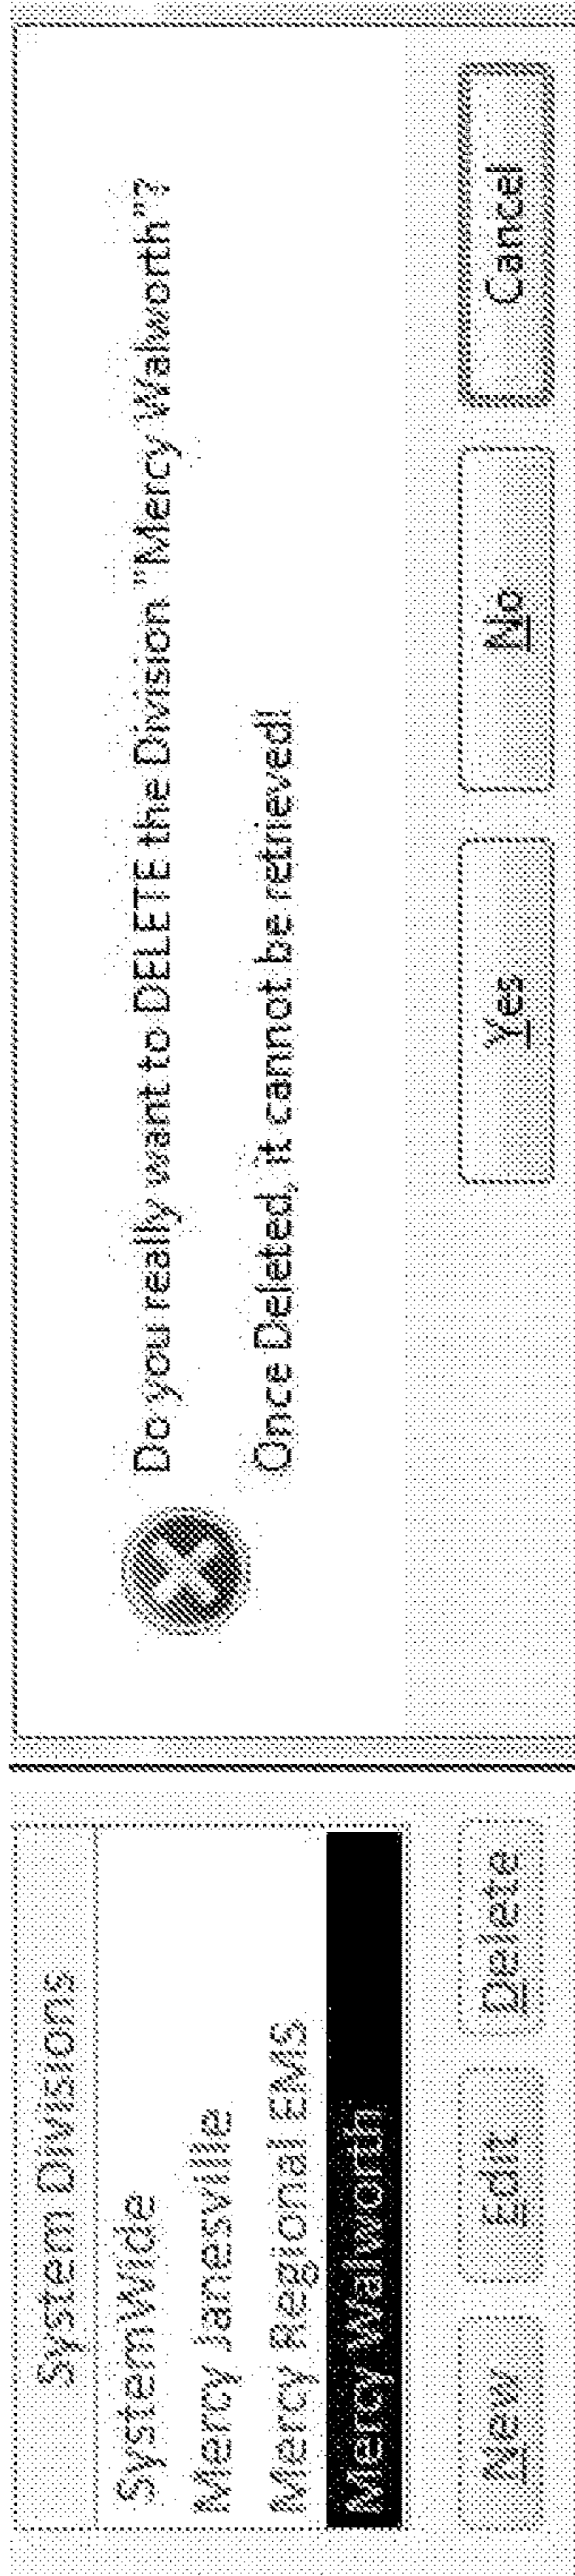 System Divisions
SystemWide
Mercy Janesville
Mercy Regional EMS
Mercy Walworth
New
Edit
Delete
Do you really want to DELETE the Division "Mercy Walworth"?
Once Deleted, it cannot be retrieved!
Yes
No
Cancel